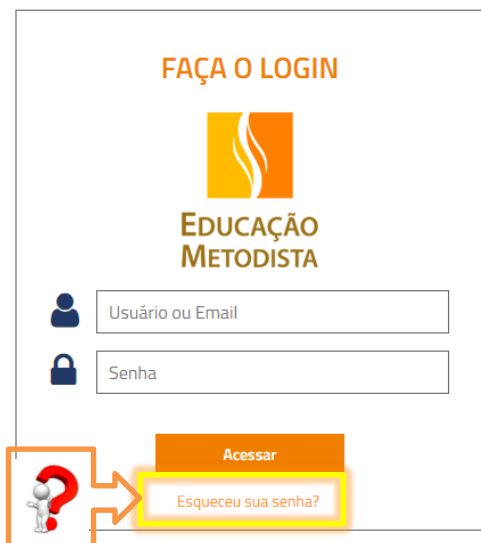 FAÇA O LOGIN
EDUCAÇÃO
METODISTA
Usuário ou Email
Senha
Acessar
Esqueceu sua senha?